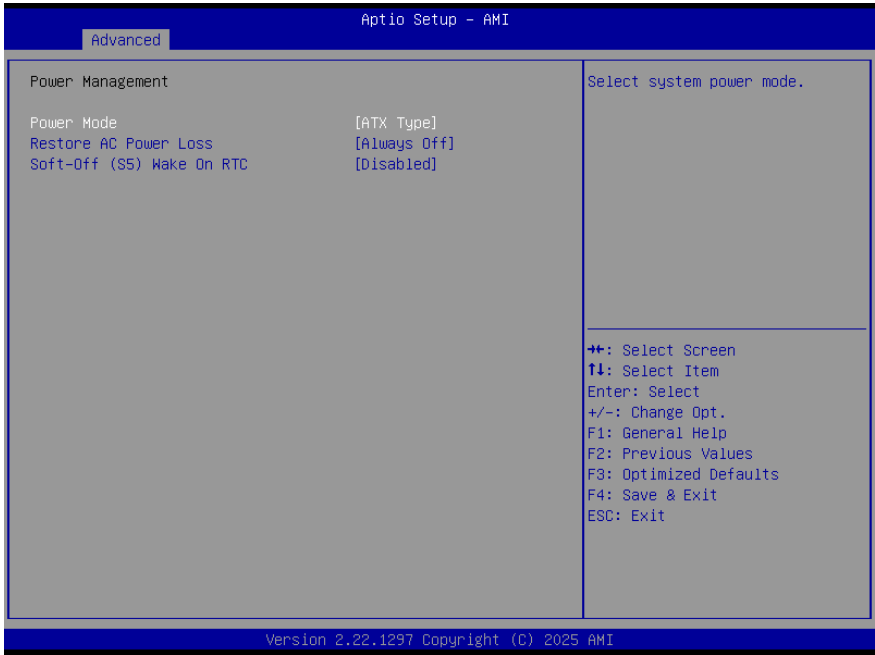 Aptio Setup – AMI
Advanced
Power Management
Select system power mode.
Power Mode [ATX Type]
Restore AC Power Loss [Always Off]
Soft-Off (S5) Wake On RTC [Disabled]
→←: Select Screen
↑↓: Select Item
Enter: Select
+/-: Change Opt.
F1: General Help
F2: Previous Values
F3: Optimized Defaults
F4: Save & Exit
ESC: Exit
Version 2.22.1297 Copyright (C) 2025 AMI